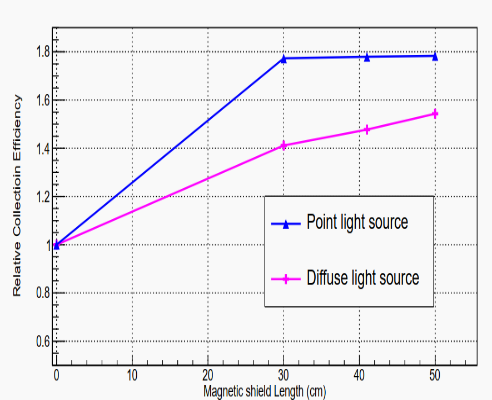 1.8
1.6
1.4
1.2
1
0.8
0.6
Relative Collectioin Efficiency
Point light source
Diffuse light source
0 10 20 30 40 50
Magnetic shield Length (cm)